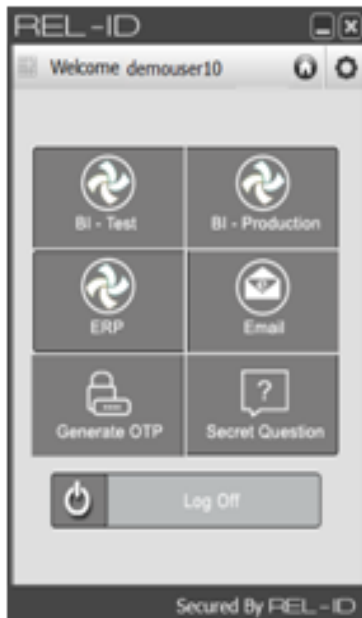 REL-ID
Welcome demouser10
BI - Test
BI - Production
ERP
Email
Generate OTP
Secret Question
?
Log Off
Secured By REL-ID